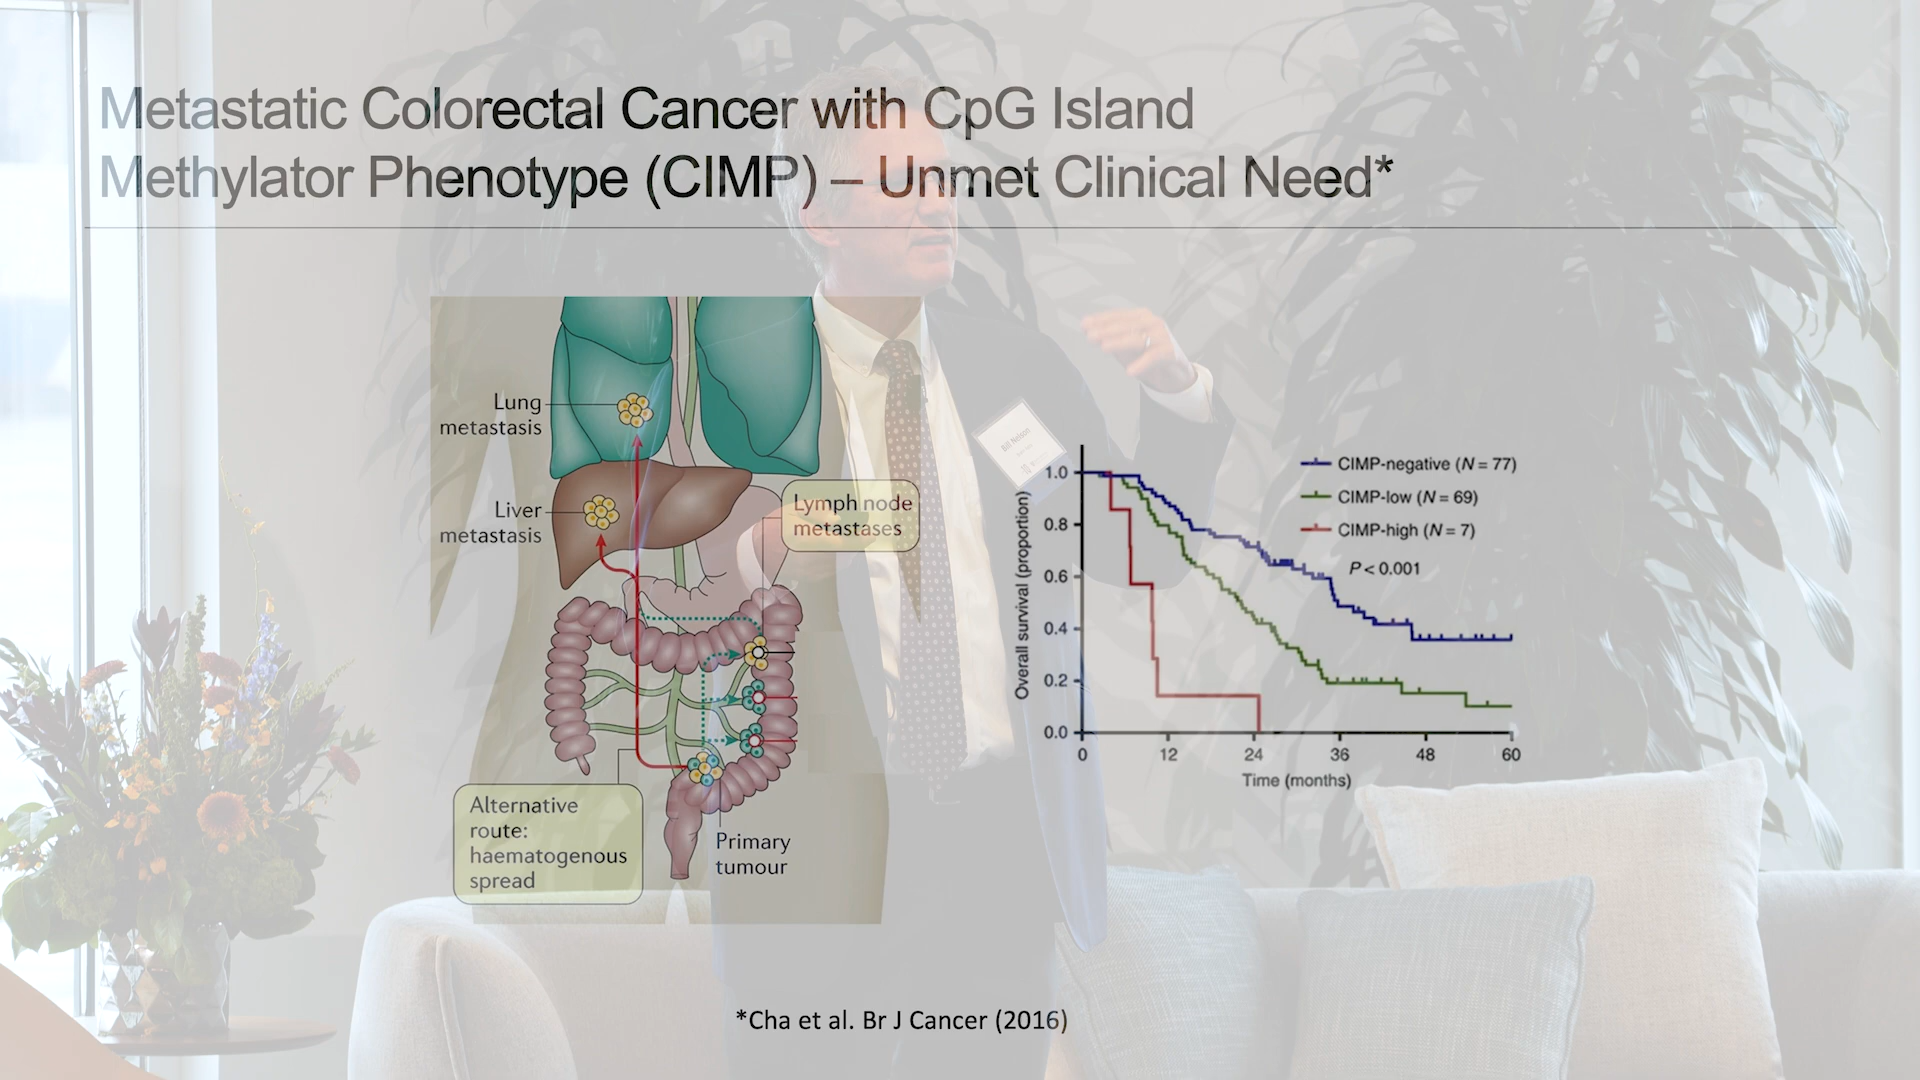 Metastatic Colorectal Cancer with CpG Island
Methylator Phenotype (CIMP) – Unmet Clinical Need*
Lung
metastasis
Liver
metastasis
Lymph node
metastases
Alternative
route:
haematogenous
spread
Primary
tumour
Overall survival (proportion)
1.0
0.8
0.6
0.4
0.2
0.0
0 12 24 36 48 60
Time (months)
CIMP-negative (N = 77)
CIMP-low (N = 69)
CIMP-high (N = 7)
P < 0.001
Bill Nelson
*Cha et al. Br J Cancer (2016)